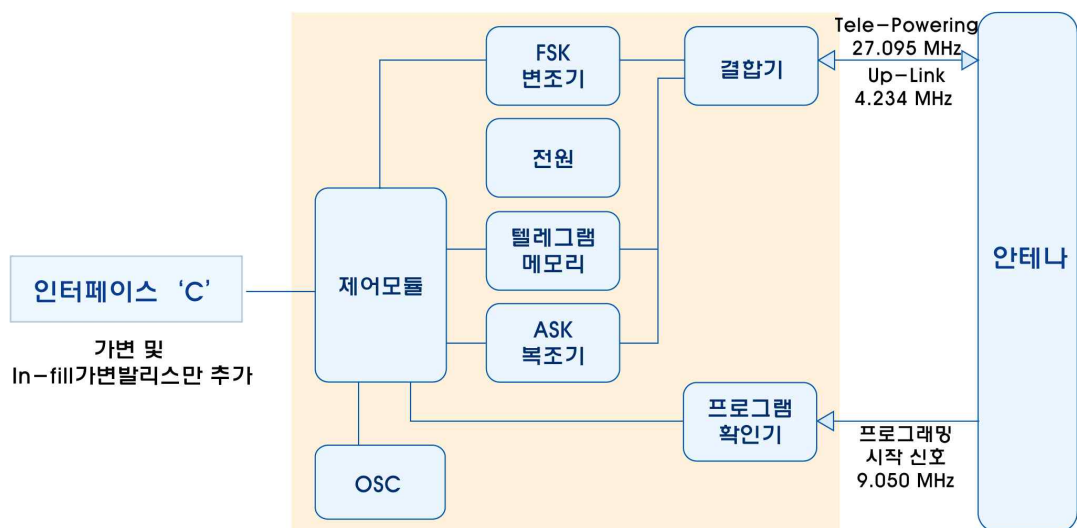 FSK
변조기
결합기
Tele-Powering
27.095 MHz
Up-Link
4.234 MHz
전원
텔레그램
메모리
안테나
제어모듈
인터페이스 ‘C’
가변 및
In-fill가변발리스만 추가
ASK
복조기
프로그램
확인기
프로그래밍
시작 신호
9.050 MHz
OSC